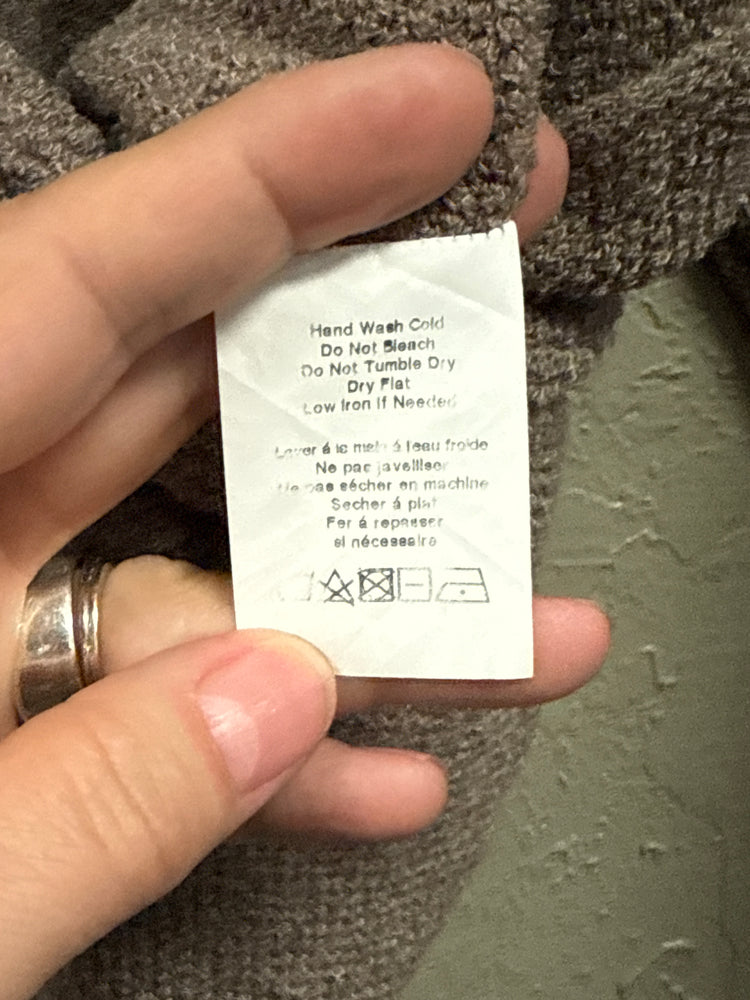 Hand Wash Cold
Do Not Bleach
Do Not Tumble Dry
Dry Flat
Low Iron If Needed
Laver á la main á l'eau froide
Ne pas javelliser
Ne pas sécher en machine
Secher á plat
Fer á repasser
si nécessaire